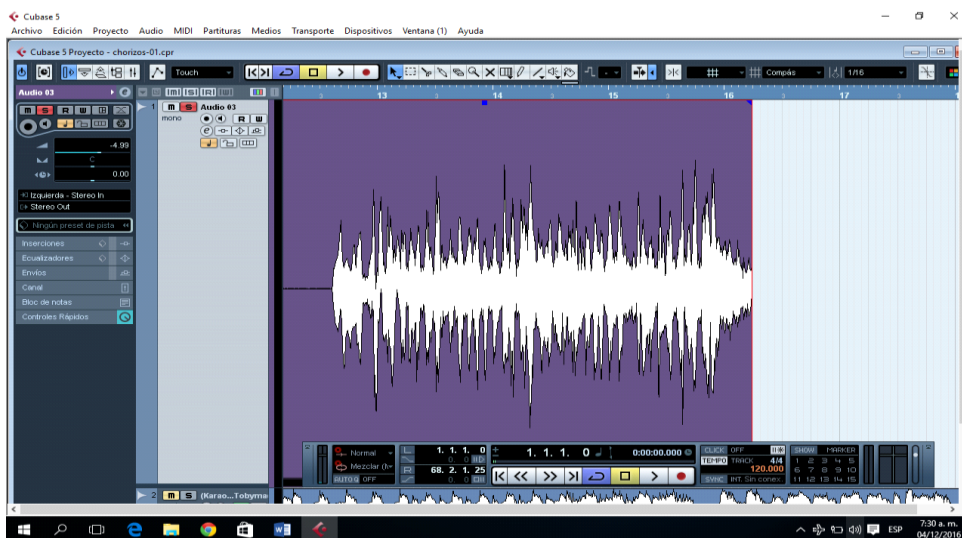 Cubase 5
Archivo Edición Proyecto Audio MIDI Partituras Medios Transporte Dispositivos Ventana (1) Ayuda
Cubase 5 Proyecto - chorizos-01.cpr
Touch Compás 1/16
Audio 03
13 14 15 16 17
m S R W
1 m S Audio 03
mono
R W
e
-4.99
C
0.00
Izquierda - Stereo In
Stereo Out
Ningún preset de pista
Inserciones
Ecualizadores
Envíos
Canal
Bloc de notas
Controles Rápidos
Normal
Mezclar (h
AUTO Q OFF
L 1. 1. 1. 0
R 68. 2. 1. 25
1. 1. 1. 0
0:00:00.000
CLICK OFF
TEMPO TRACK 4/4
120.000
SYNC INT. Sin conex.
SHOW MARKER
1 2 3 4 5
6 7 8 9 10
11 12 13 14 15
2 m S (Karao...Tobyma
ESP
7:30 a. m.
04/12/2016